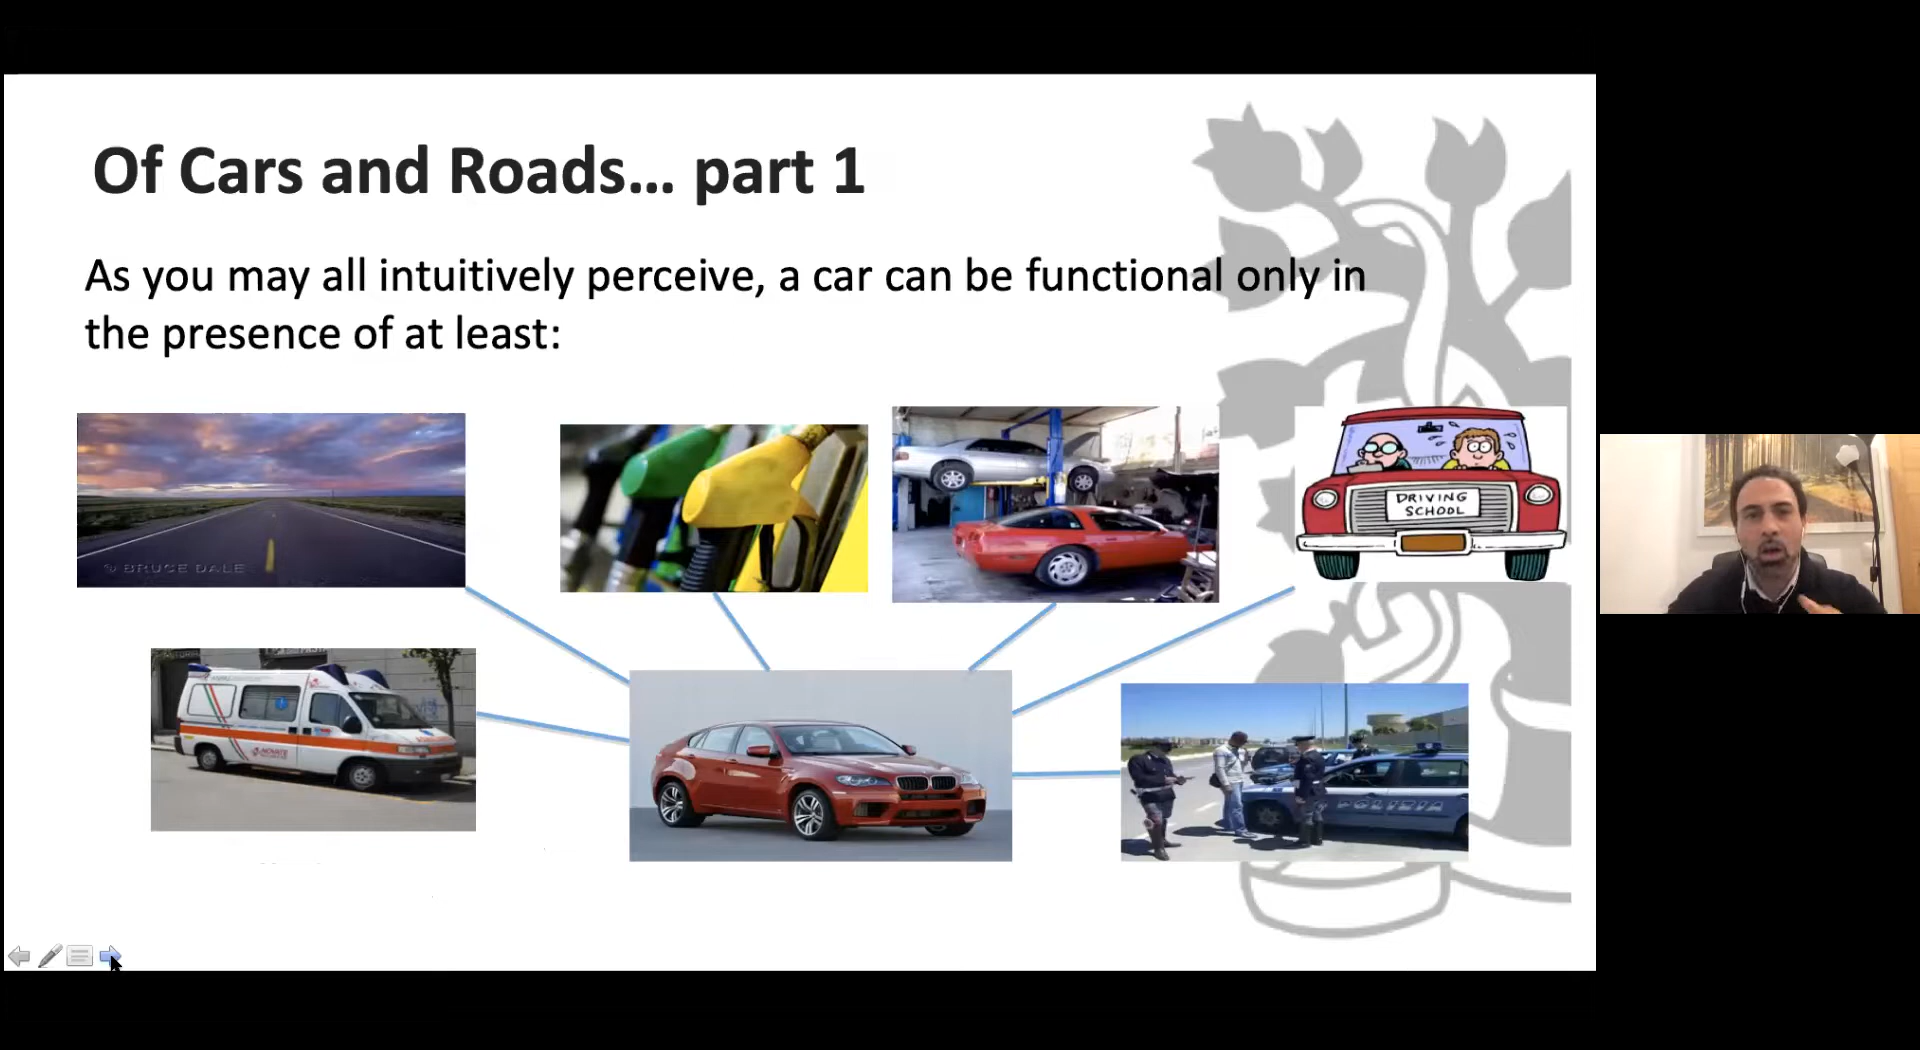 Of Cars and Roads... part 1
As you may all intuitively perceive, a car can be functional only in
the presence of at least:
© BRUCE DALE
DRIVING
SCHOOL
POLIZIA